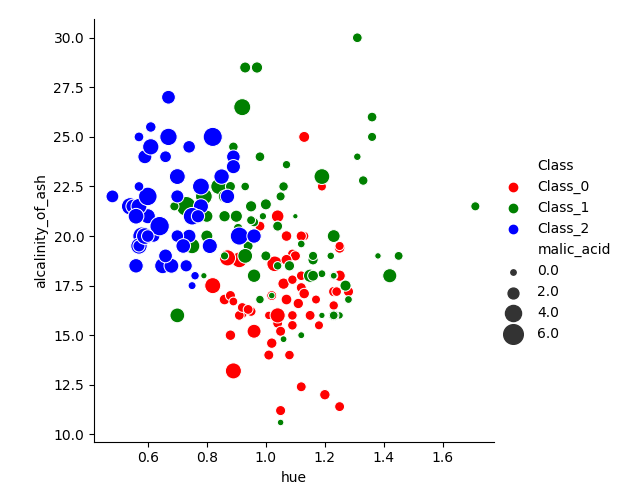 30.0
27.5
25.0
22.5
20.0
17.5
15.0
12.5
10.0
alcalinity_of_ash
0.6 0.8 1.0 1.2 1.4 1.6
hue
Class
Class_0
Class_1
Class_2
malic_acid
0.0
2.0
4.0
6.0